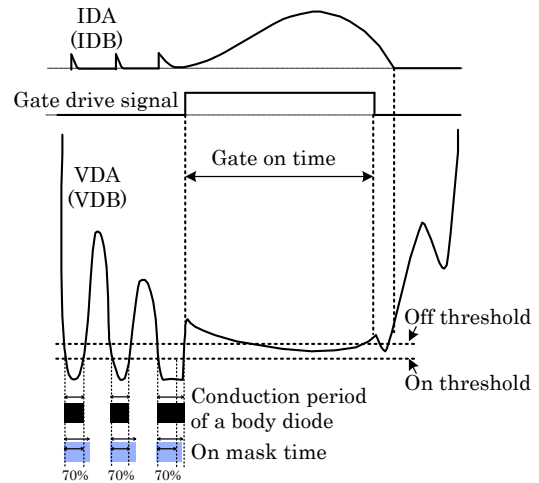 IDA
(IDB)
Gate drive signal
Gate on time
VDA
(VDB)
Off threshold
On threshold
Conduction period
of a body diode
On mask time
70% 70% 70%